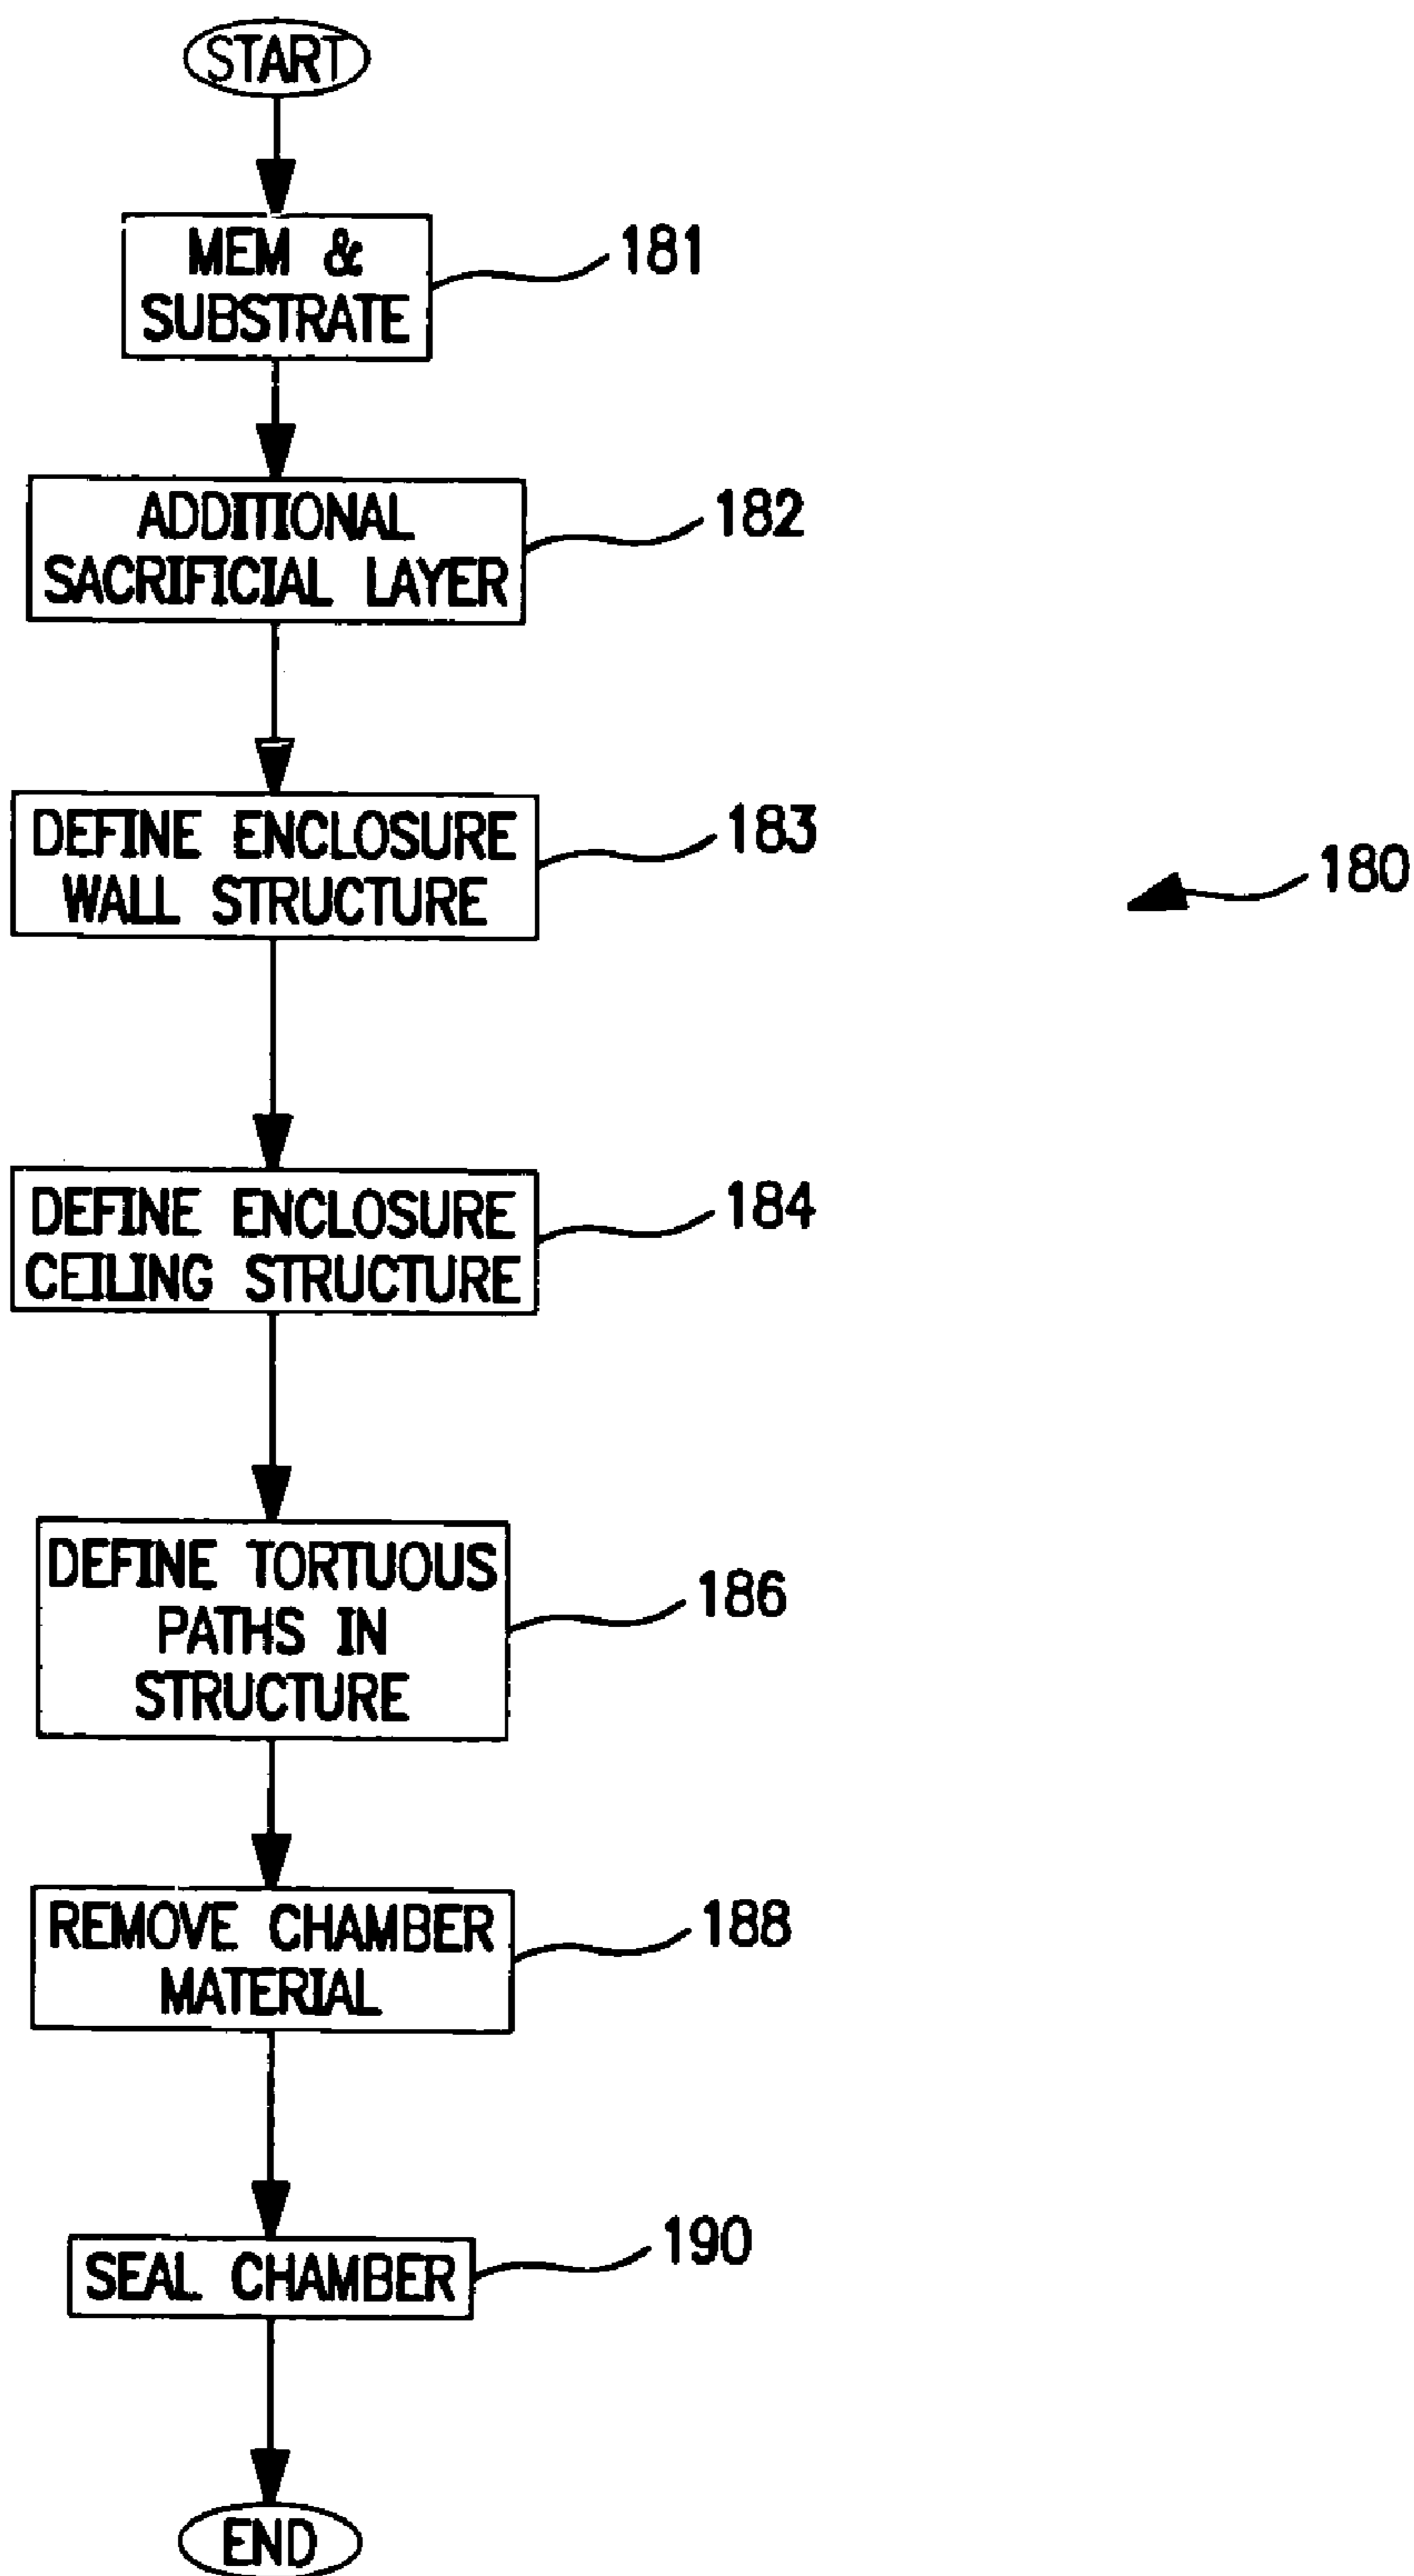 START
MEM &
SUBSTRATE
181
ADDITIONAL
SACRIFICIAL LAYER
182
DEFINE ENCLOSURE
WALL STRUCTURE
183
180
DEFINE ENCLOSURE
CEILING STRUCTURE
184
DEFINE TORTUOUS
PATHS IN
STRUCTURE
186
REMOVE CHAMBER
MATERIAL
188
SEAL CHAMBER
190
END